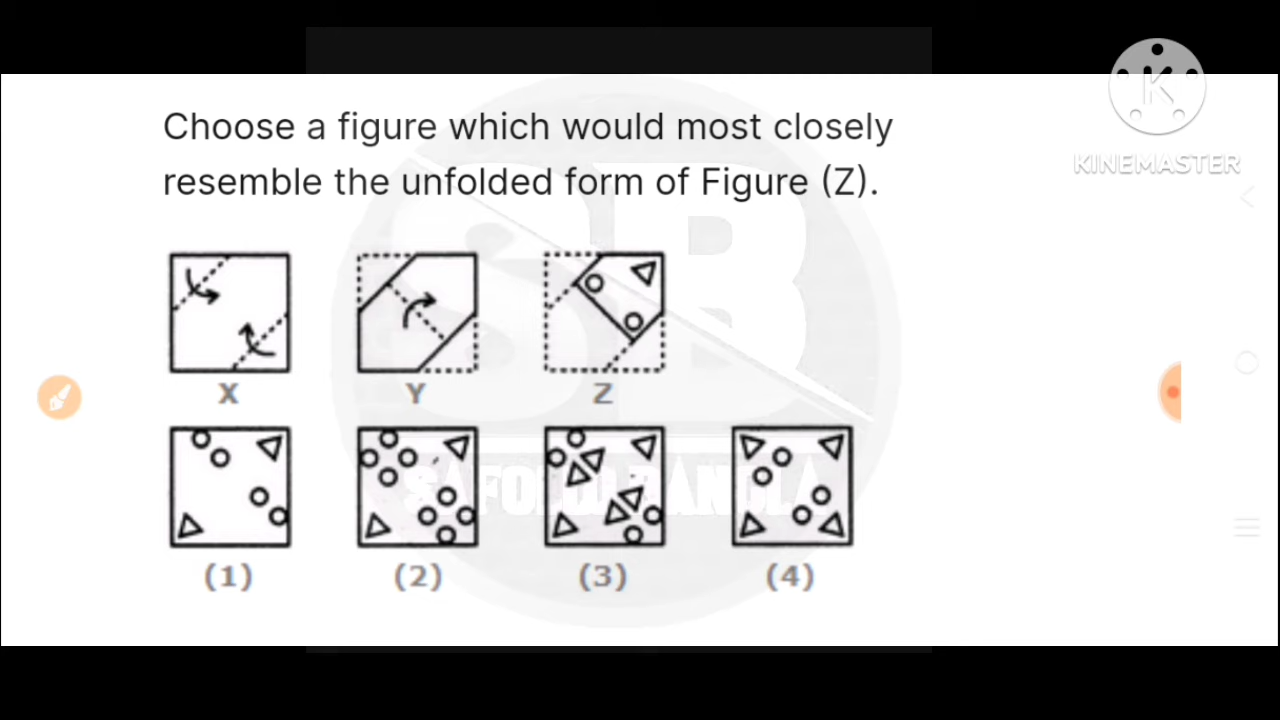 KINEMASTER
Choose a figure which would most closely
resemble the unfolded form of Figure (Z).
X Y Z
(1) (2) (3) (4)